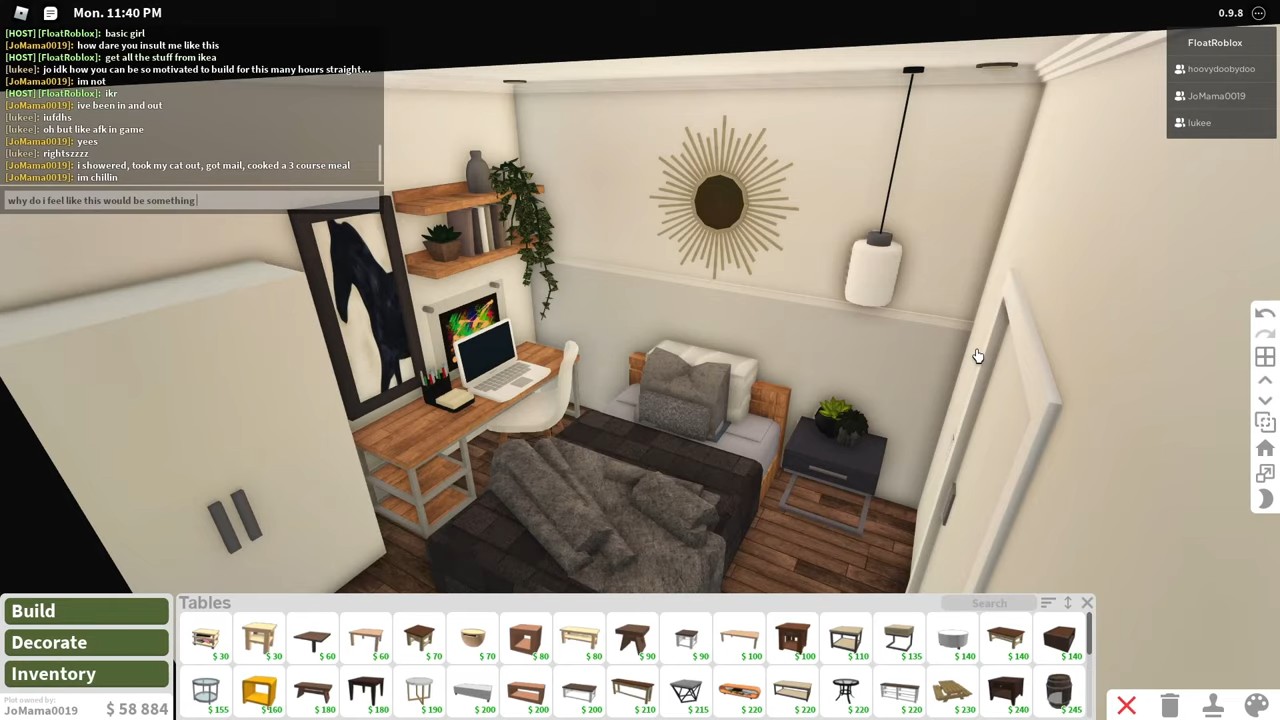 Mon. 11:40 PM
0.9.8
[HOST] [FloatRoblox]: basic girl
[JoMama0019]: how dare you insult me like this
[HOST] [FloatRoblox]: get all the stuff from ikea
[lukee]: jo idk how you can be so motivated to build for this many hours straight...
[JoMama0019]: im not
[HOST] [FloatRoblox]: ikr
[JoMama0019]: ive been in and out
[lukee]: iufdhs
[lukee]: oh but like afk in game
[JoMama0019]: yees
[lukee]: rightszzzz
[JoMama0019]: i showered, took my cat out, got mail, cooked a 3 course meal
[JoMama0019]: im chillin
why do i feel like this would be something
FloatRoblox
hoovydoobydoo
JoMama0019
lukee
Build
Decorate
Inventory
Plot owned by:
JoMama0019
$ 58 884
Tables
Search
$ 30 $ 30 $ 60 $ 60 $ 70 $ 70 $ 80 $ 80 $ 90 $ 90 $ 100 $ 100 $ 110 $ 135 $ 140 $ 140 $ 140
$ 155 $ 160 $ 180 $ 180 $ 190 $ 200 $ 200 $ 200 $ 210 $ 215 $ 220 $ 220 $ 220 $ 220 $ 230 $ 240 $ 245